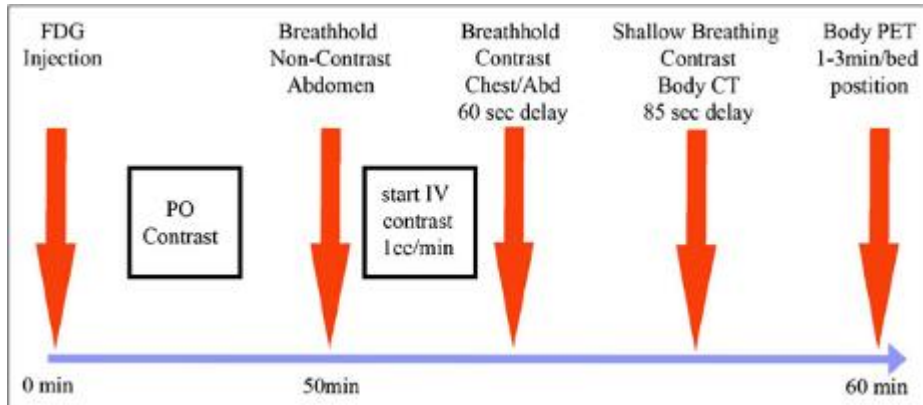 FDG
Injection
Breathhold
Non-Contrast
Abdomen
Breathhold
Contrast
Chest/Abd
60 sec delay
Shallow Breathing
Contrast
Body CT
85 sec delay
Body PET
1-3min/bed
postition
PO
Contrast
start IV
contrast
1cc/min
0 min
50min
60 min